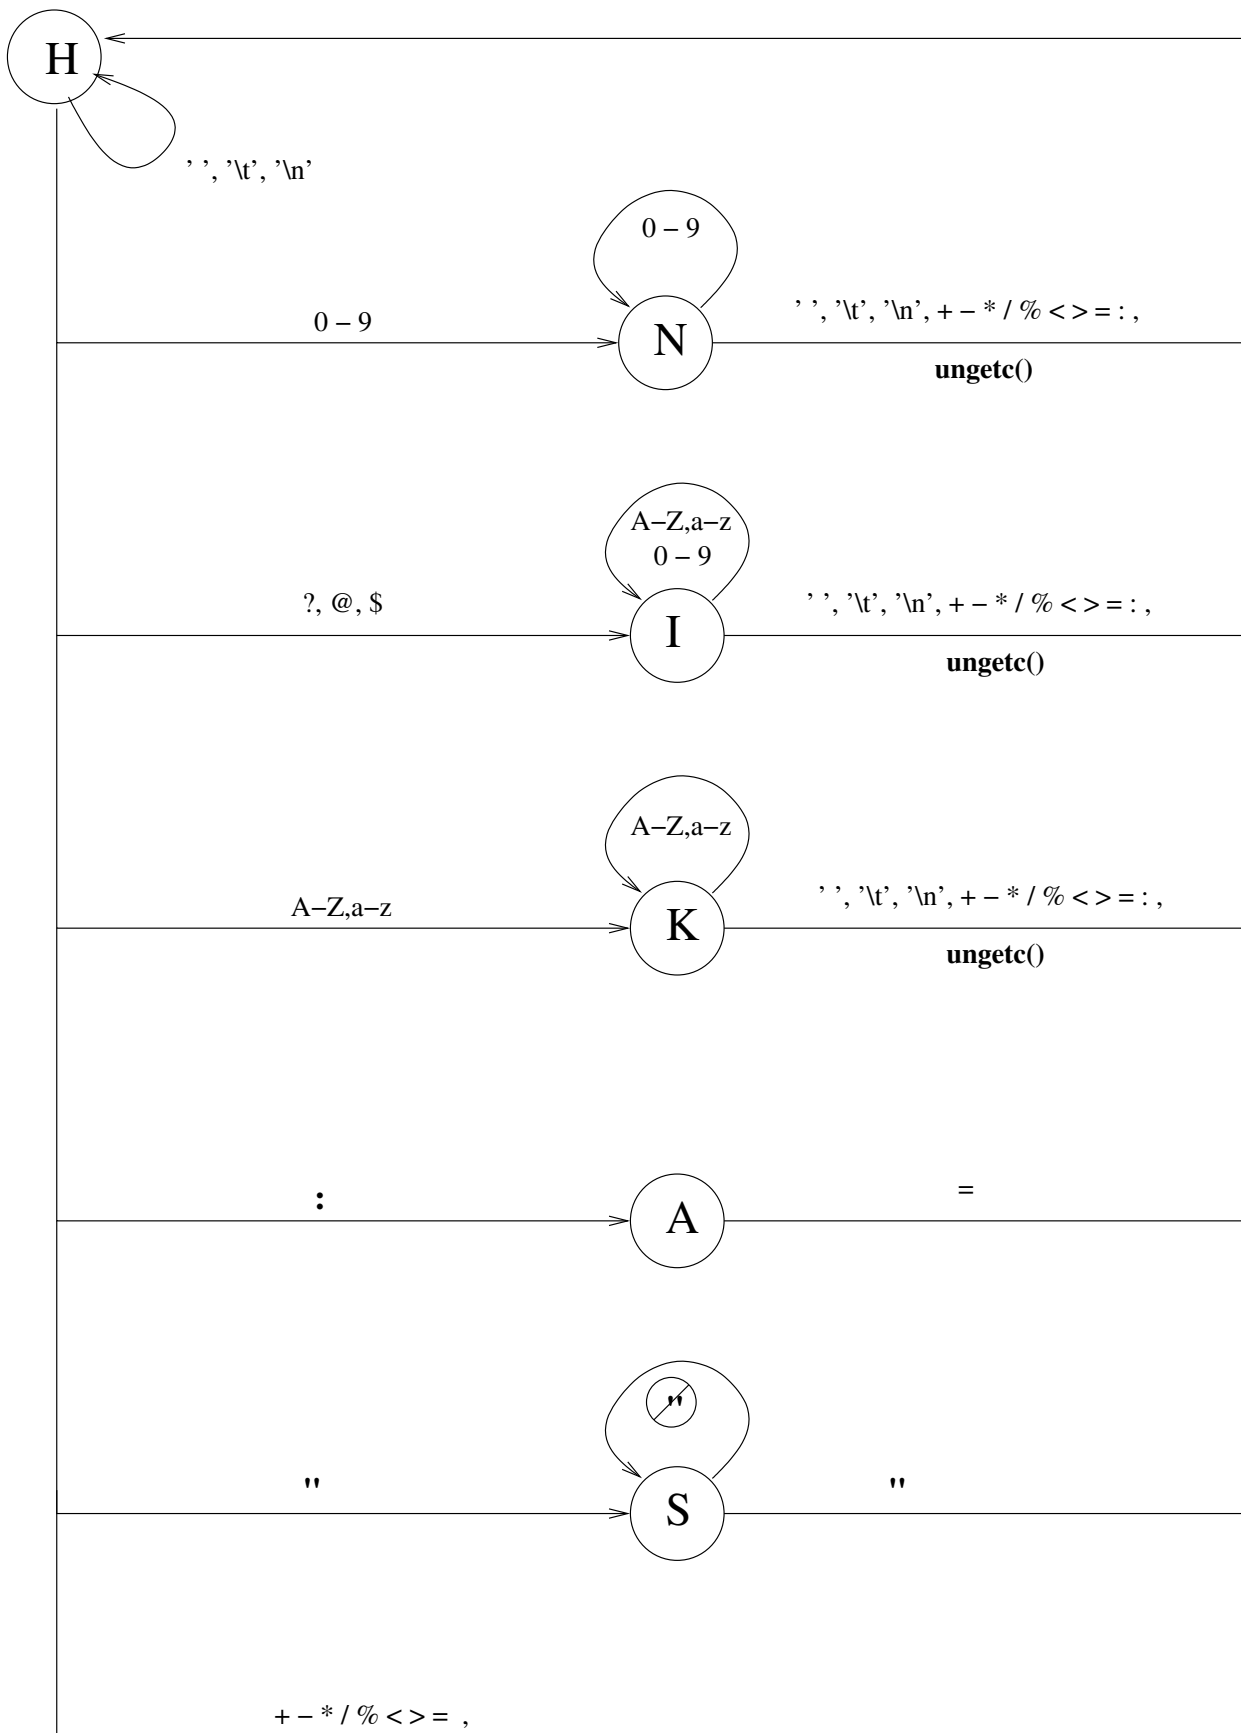 H
’ ’, ’\t’, ’\n’
0 – 9
0 – 9
N
’ ’, ’\t’, ’\n’, + – * / % < > = : ,
ungetc()
A–Z,a–z
0 – 9
?, @, $
I
’ ’, ’\t’, ’\n’, + – * / % < > = : ,
ungetc()
A–Z,a–z
A–Z,a–z
K
’ ’, ’\t’, ’\n’, + – * / % < > = : ,
ungetc()
:
A
=
"
"
S
"
+ – * / % < > = ,